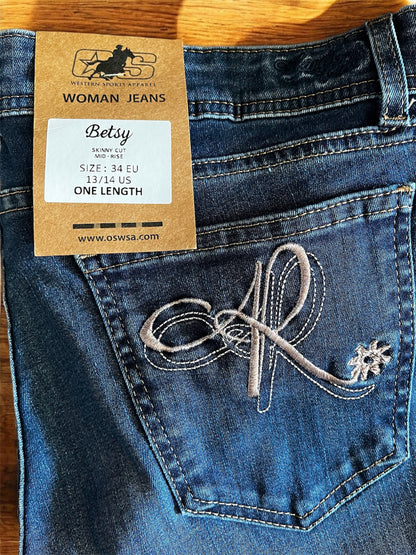 OS
WESTERN SPORTS APPAREL
WOMAN JEANS
Betsy
SKINNY CUT
MID - RISE
SIZE : 34 EU
13/14 US
ONE LENGTH
www.oswsa.com